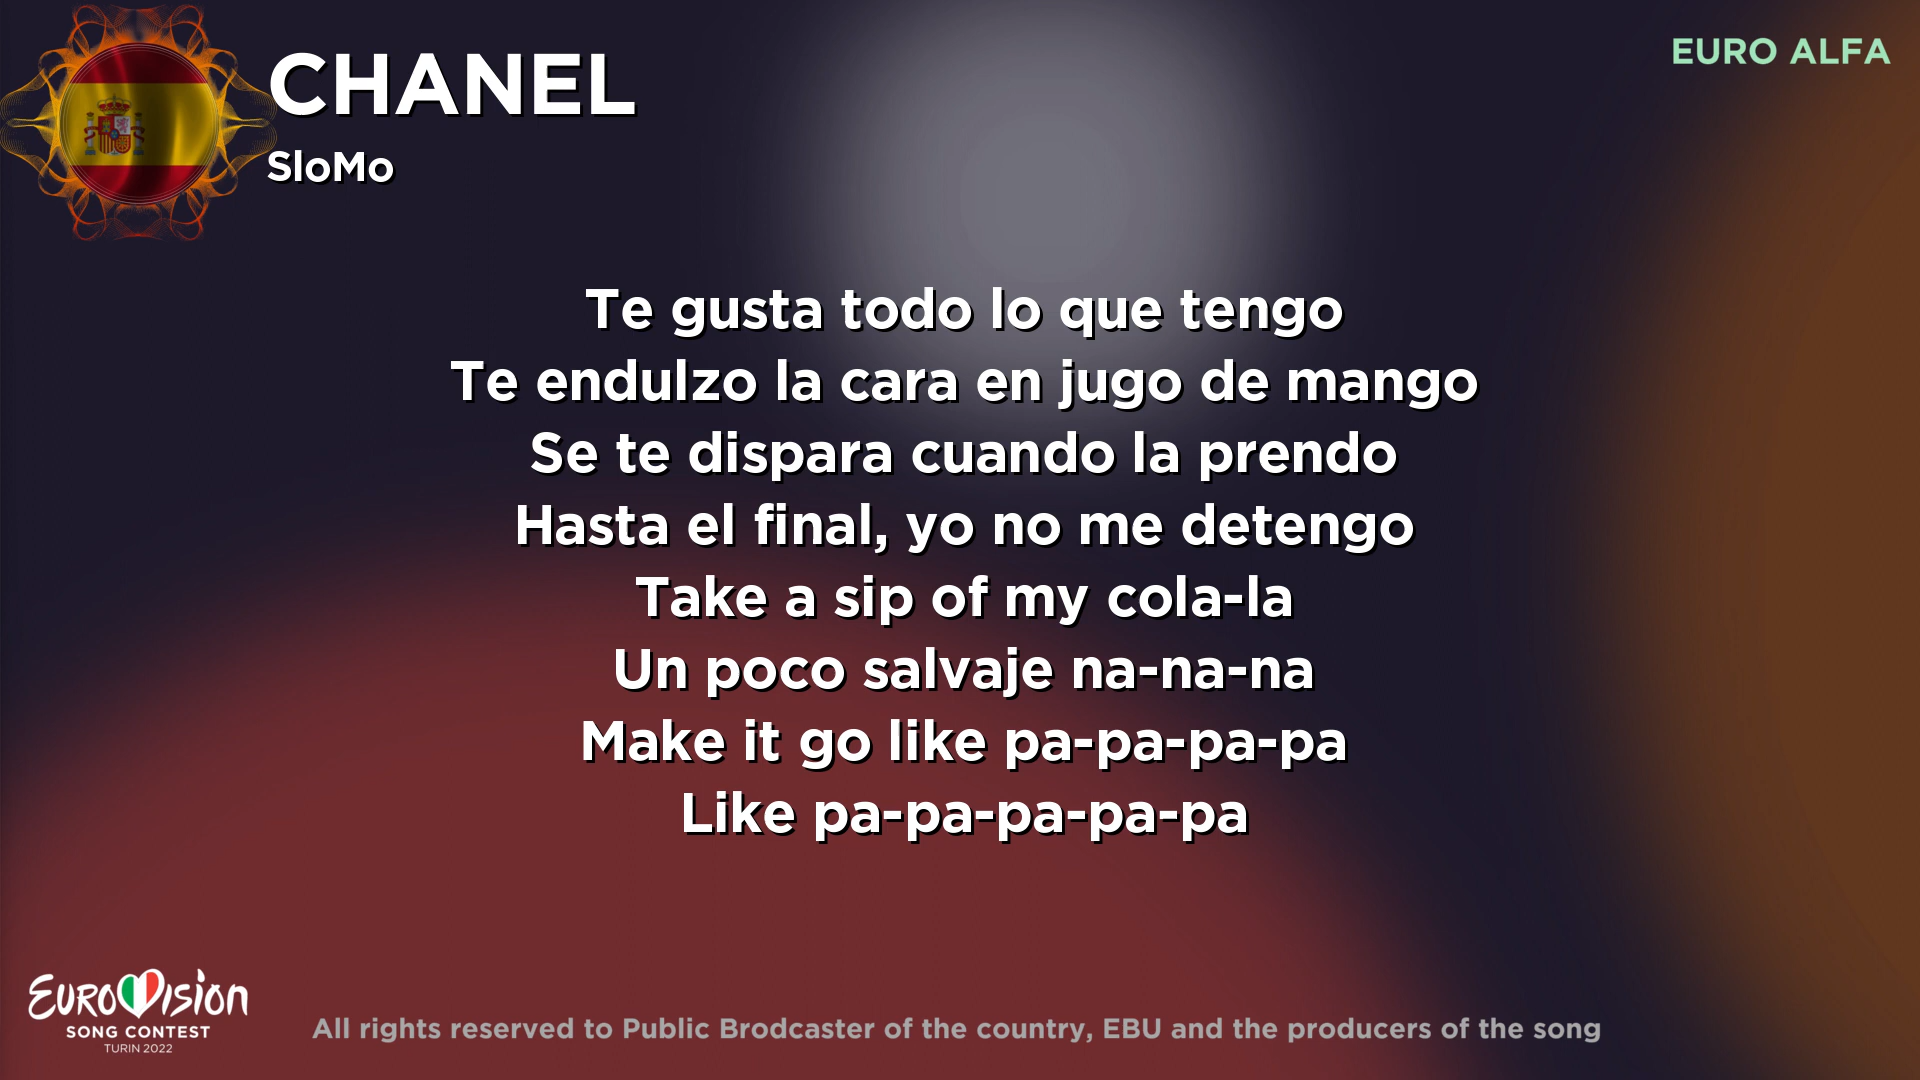 CHANEL
SloMo
EURO ALFA
Te gusta todo lo que tengo
Te endulzo la cara en jugo de mango
Se te dispara cuando la prendo
Hasta el final, yo no me detengo
Take a sip of my cola-la
Un poco salvaje na-na-na
Make it go like pa-pa-pa-pa
Like pa-pa-pa-pa-pa
EUROVISION
SONG CONTEST
TURIN 2022
All rights reserved to Public Brodcaster of the country, EBU and the producers of the song